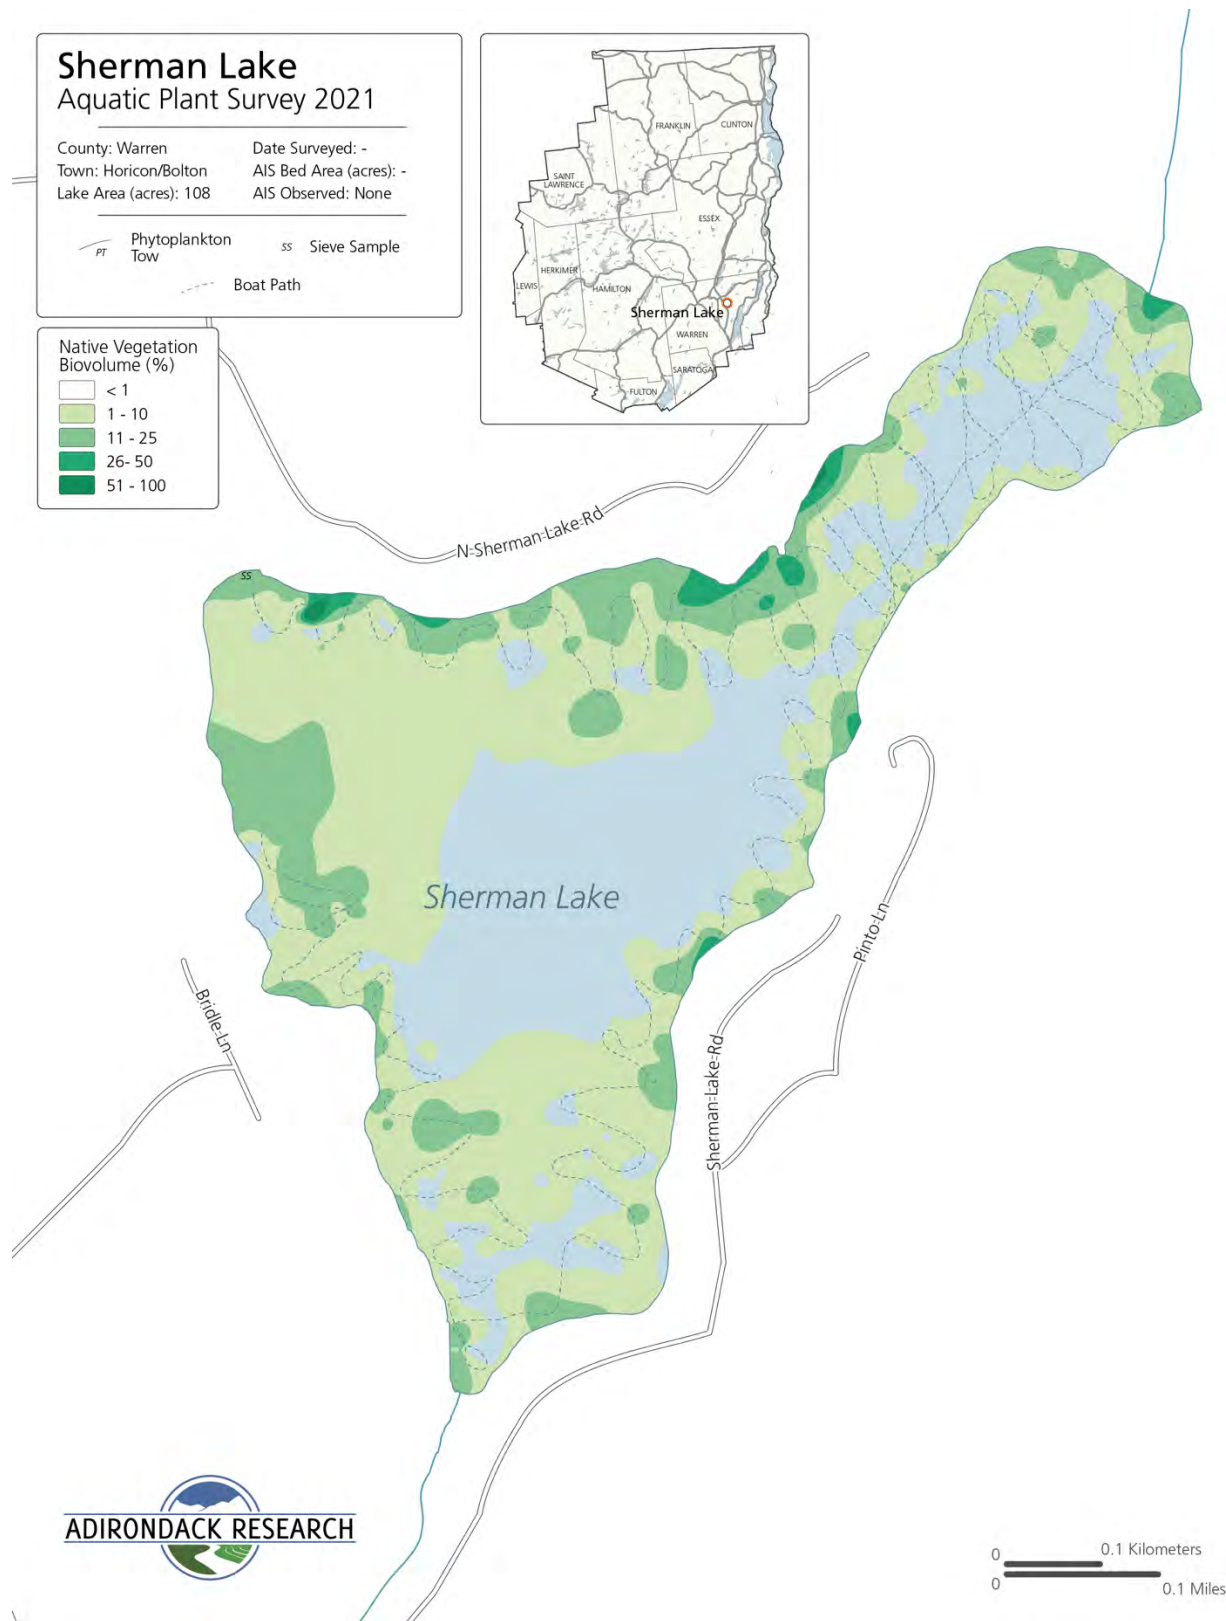 Sherman Lake
Aquatic Plant Survey 2021
County: Warren
Date Surveyed: -
Town: Horicon/Bolton
AIS Bed Area (acres): -
Lake Area (acres): 108
AIS Observed: None
PT
Phytoplankton
Tow
SS
Sieve Sample
Boat Path
Native Vegetation
Biovolume (%)
< 1
1 - 10
11 - 25
26- 50
51 - 100
FRANKLIN
CLINTON
SAINT
LAWRENCE
ESSEX
HERKIMER
LEWIS
HAMILTON
Sherman Lake
WARREN
SARATOGA
FULTON
N-Sherman-Lake-Rd
SS
Sherman Lake
Pinto-Ln
Bridle-Ln
Sherman-Lake-Rd
ADIRONDACK RESEARCH
0
0.1 Kilometers
0
0.1 Miles